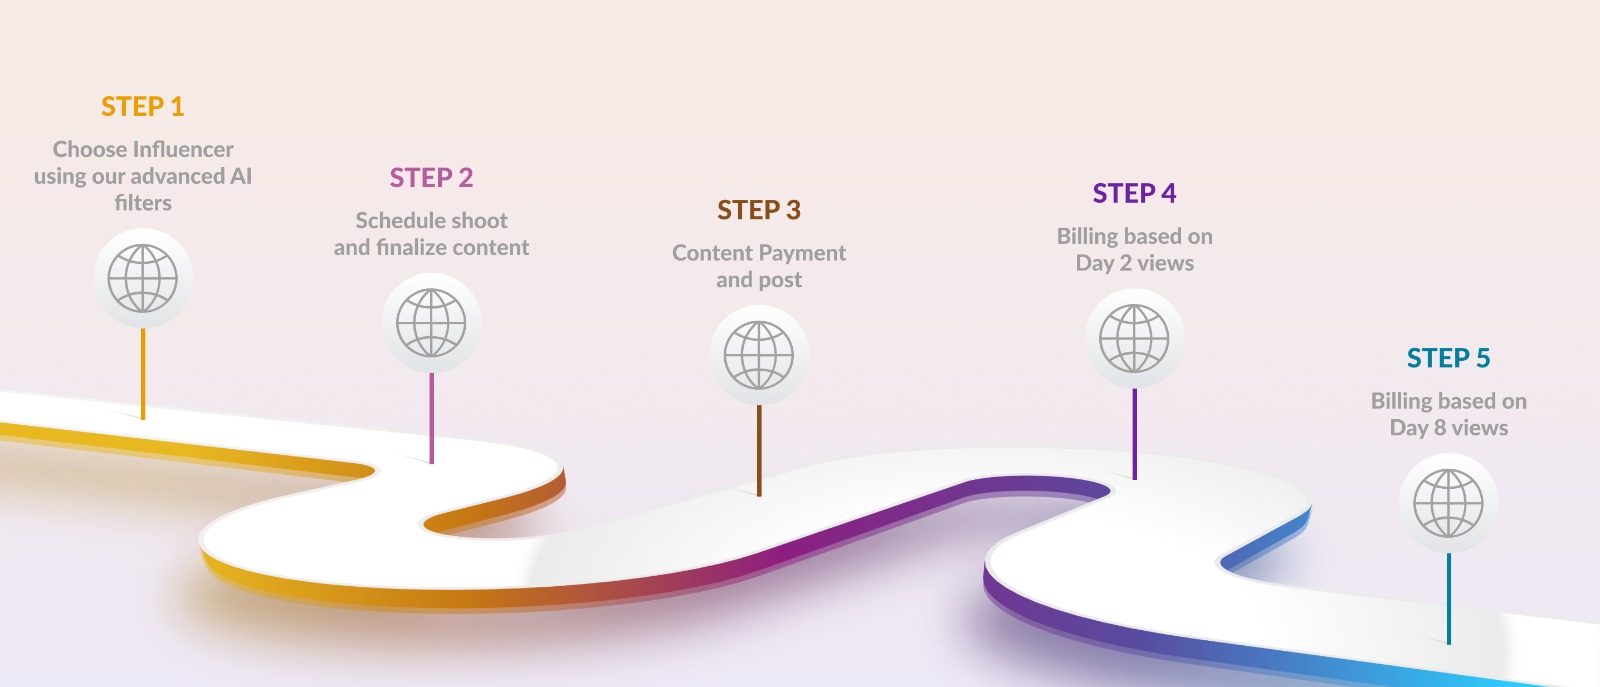 STEP 1
Choose Influencer
using our advanced AI
filters
STEP 2
Schedule shoot
and finalize content
STEP 3
Content Payment
and post
STEP 4
Billing based on
Day 2 views
STEP 5
Billing based on
Day 8 views